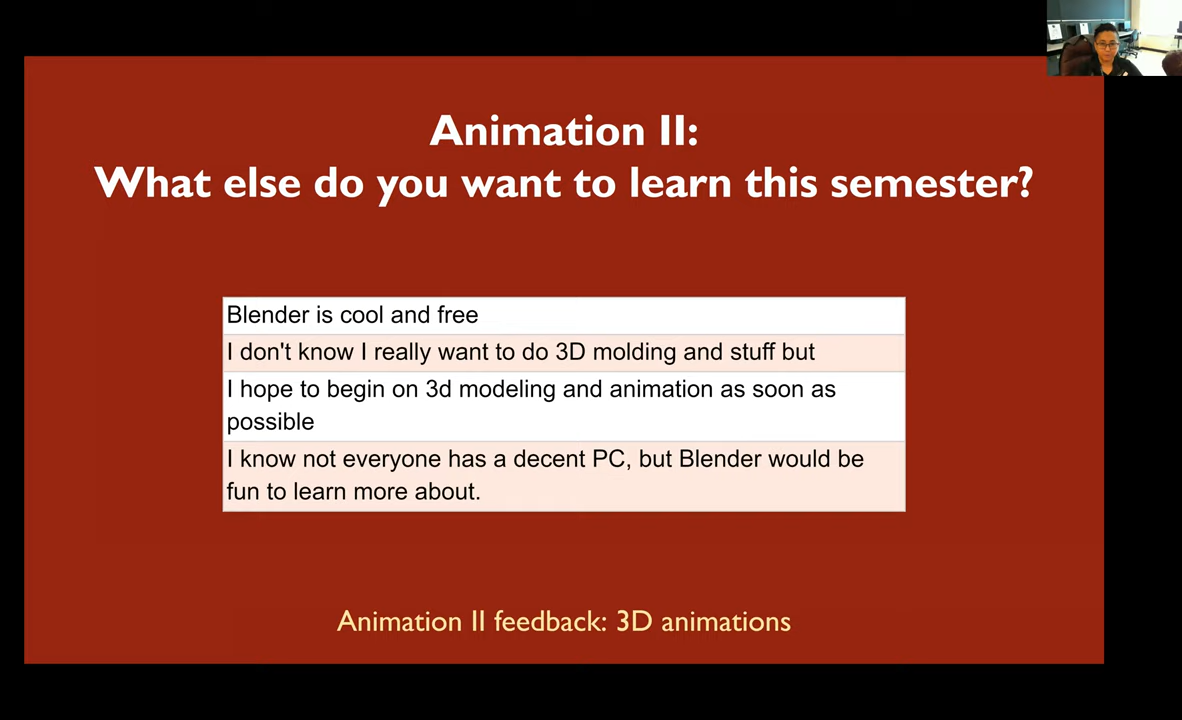 Animation II:
What else do you want to learn this semester?
Blender is cool and free
I don't know I really want to do 3D molding and stuff but
I hope to begin on 3d modeling and animation as soon as
possible
I know not everyone has a decent PC, but Blender would be
fun to learn more about.
Animation II feedback: 3D animations